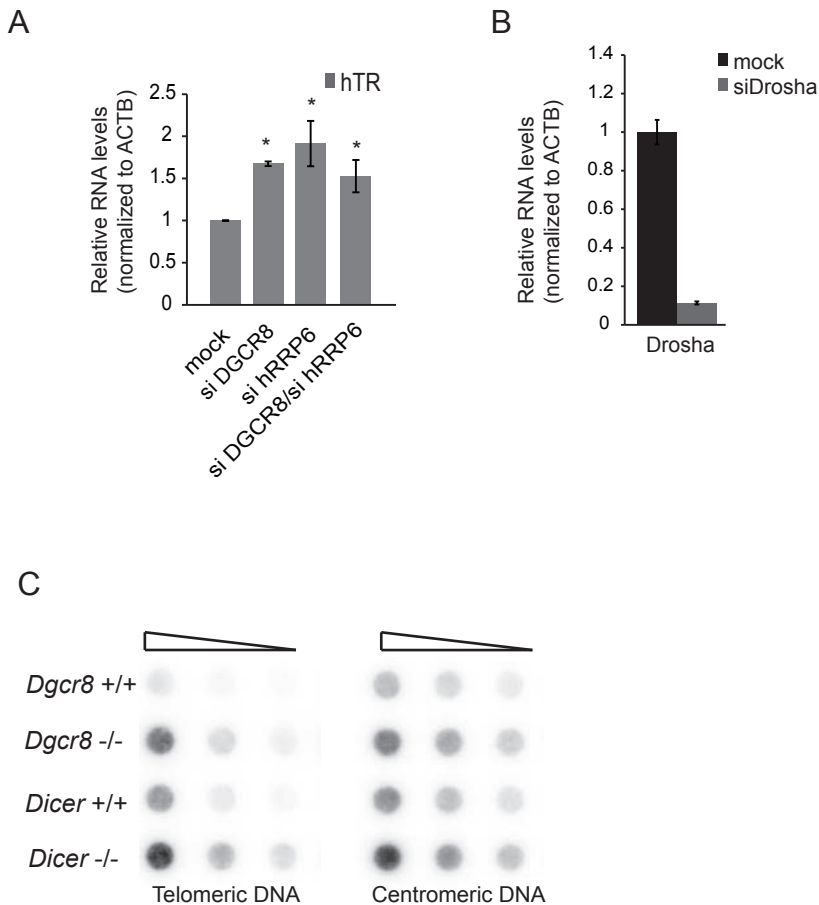 A
hTR
Relative RNA levels
(normalized to ACTB)
2.5
2
1.5
1
0.5
0
*
*
*
mock
si DGCR8
si hRRP6
si DGCR8/si hRRP6
B
mock
siDrosha
Relative RNA levels
(normalized to ACTB)
1.4
1.2
1
0.8
0.6
0.4
0.2
0
Drosha
C
Dgcr8 +/+
Dgcr8 -/-
Dicer +/+
Dicer -/-
Telomeric DNA
Centromeric DNA